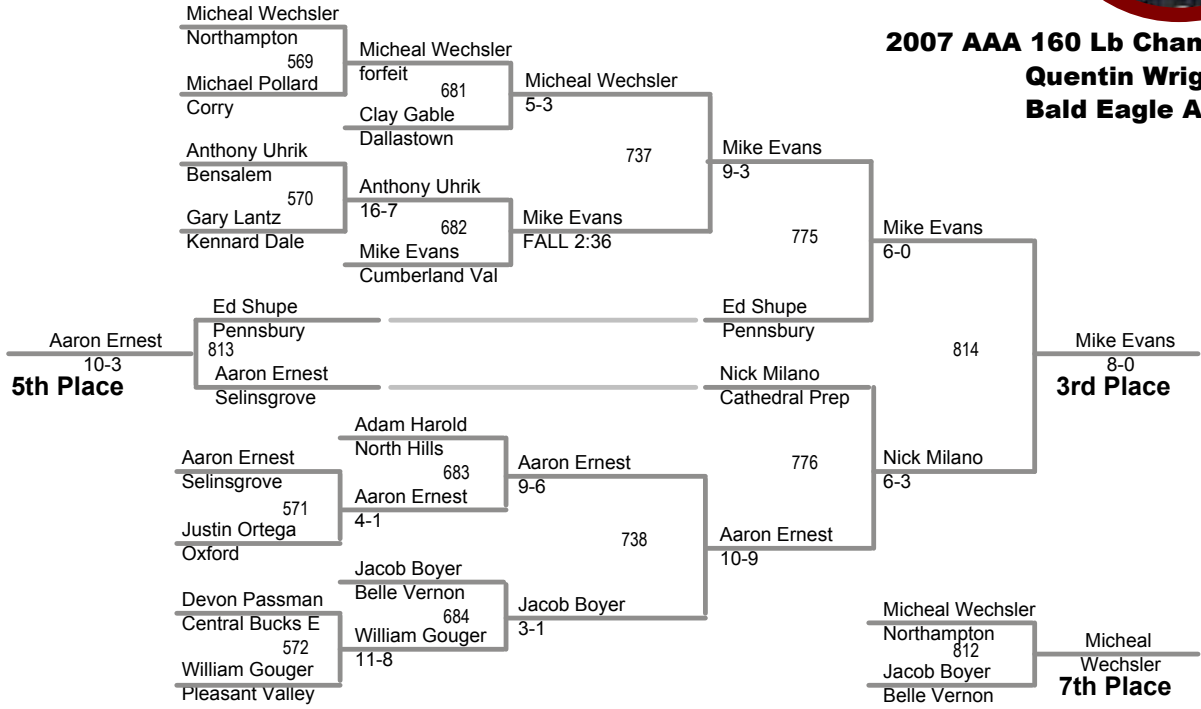 2007 AAA 160 Lb Cham
Quentin Wrig
Bald Eagle A
Micheal Wechsler
Northampton
569
Michael Pollard
Corry
Micheal Wechsler
forfeit
681
Clay Gable
Dallastown
Micheal Wechsler
5-3
Anthony Uhrik
Bensalem
570
Gary Lantz
Kennard Dale
Anthony Uhrik
16-7
682
Mike Evans
Cumberland Val
Mike Evans
FALL 2:36
737
Mike Evans
9-3
775
Ed Shupe
Pennsbury
Mike Evans
6-0
Ed Shupe
Pennsbury
813
Aaron Ernest
Selinsgrove
Aaron Ernest
10-3
5th Place
Nick Milano
Cathedral Prep
814
Mike Evans
8-0
3rd Place
Adam Harold
North Hills
683
Aaron Ernest
Selinsgrove
571
Justin Ortega
Oxford
Aaron Ernest
4-1
Aaron Ernest
9-6
776
Nick Milano
6-3
738
Aaron Ernest
10-9
Devon Passman
Central Bucks E
572
William Gouger
Pleasant Valley
Jacob Boyer
Belle Vernon
684
William Gouger
11-8
Jacob Boyer
3-1
Micheal Wechsler
Northampton
812
Jacob Boyer
Belle Vernon
Micheal
Wechsler
7th Place